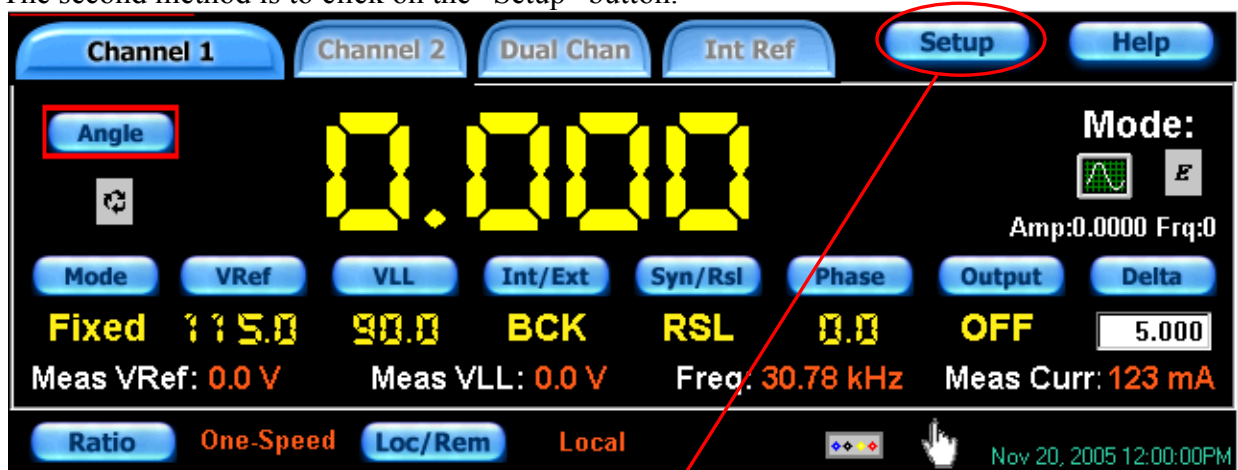 The second method is to click on the "Setup" button.
Channel 1 Channel 2 Dual Chan Int Ref Setup Help
Angle 0.000 Mode:
E
Amp:0.0000 Frq:0
Mode VRef VLL Int/Ext Syn/Rsl Phase Output Delta
Fixed 115.0 90.0 BCK RSL 0.0 OFF 5.000
Meas VRef: 0.0 V Meas VLL: 0.0 V Freq: 30.78 kHz Meas Curr: 123 mA
Ratio One-Speed Loc/Rem Local Nov 20, 2005 12:00:00PM